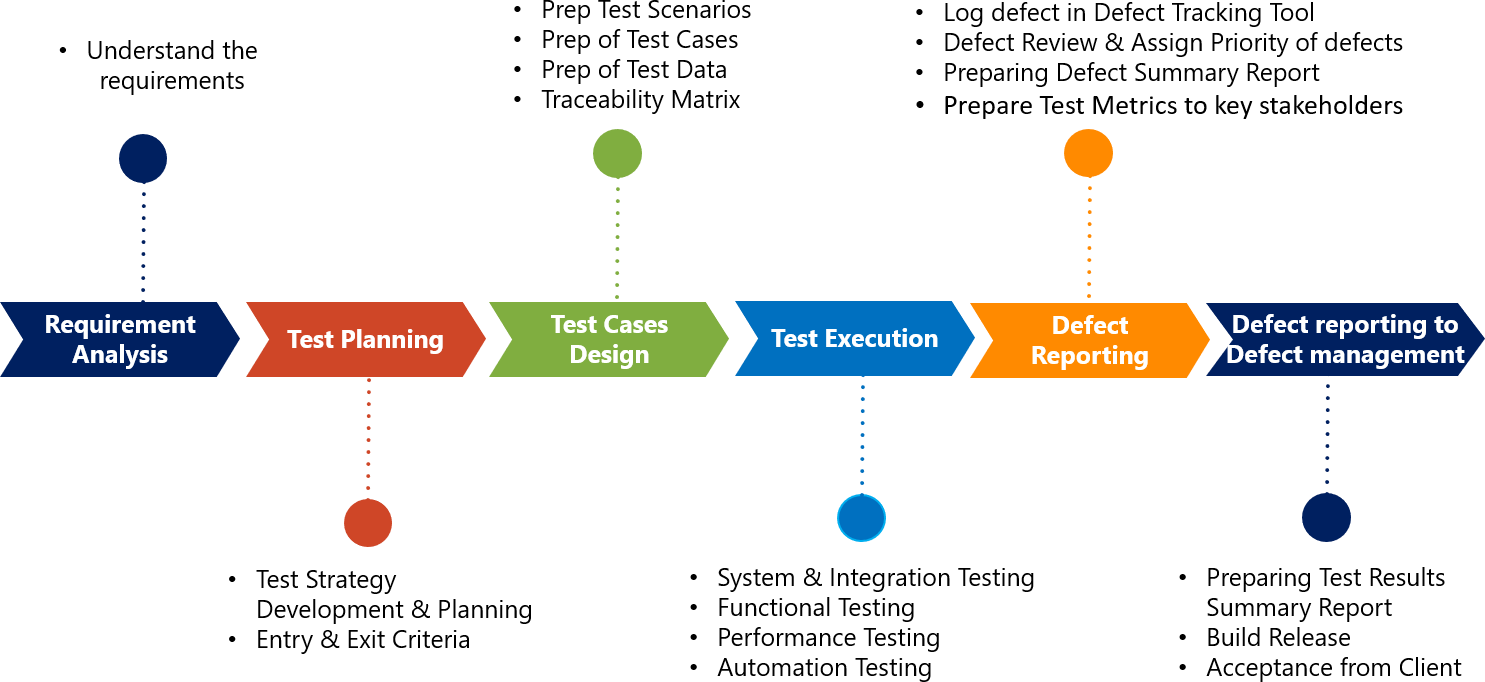 • Understand the
requirements
• Prep Test Scenarios
• Prep of Test Cases
• Prep of Test Data
• Traceability Matrix
• Log defect in Defect Tracking Tool
• Defect Review & Assign Priority of defects
• Preparing Defect Summary Report
• Prepare Test Metrics to key stakeholders
Requirement
Analysis
Test Planning
Test Cases
Design
Test Execution
Defect
Reporting
Defect reporting to
Defect management
• Test Strategy
Development & Planning
• Entry & Exit Criteria
• System & Integration Testing
• Functional Testing
• Performance Testing
• Automation Testing
• Preparing Test Results
Summary Report
• Build Release
• Acceptance from Client